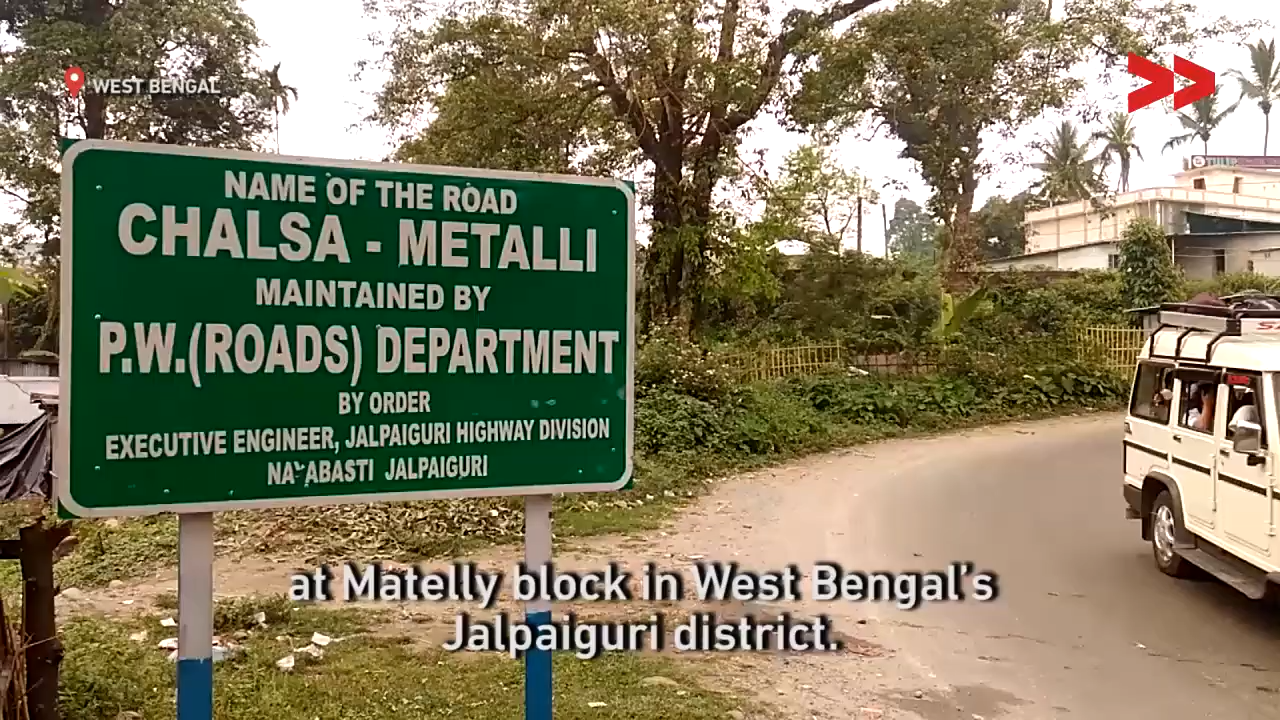 WEST BENGAL
TULIP
NAME OF THE ROAD
CHALSA - METALLI
MAINTAINED BY
P.W.(ROADS) DEPARTMENT
BY ORDER
EXECUTIVE ENGINEER, JALPAIGURI HIGHWAY DIVISION
JALPAIGURI
at Matelly block in West Bengal's
Jalpaiguri district.